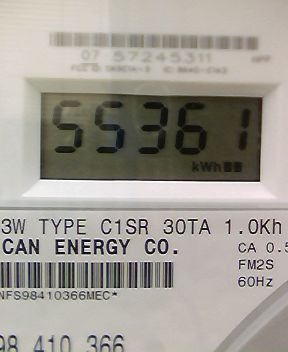 07 57245311
55361
kWh
3W TYPE C1SR 30TA 1.0Kh
CAN ENERGY CO.
CA 0.5
FM2S
60Hz
NFS98410366MEC*
98 410 366